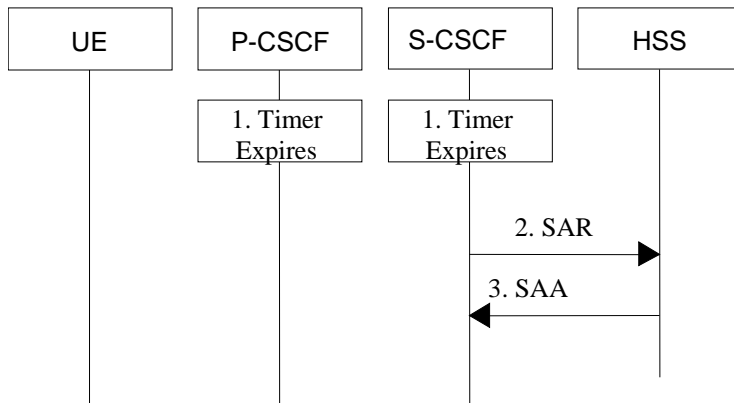 UE
P-CSCF
S-CSCF
HSS
1. Timer
Expires
1. Timer
Expires
2. SAR
3. SAA